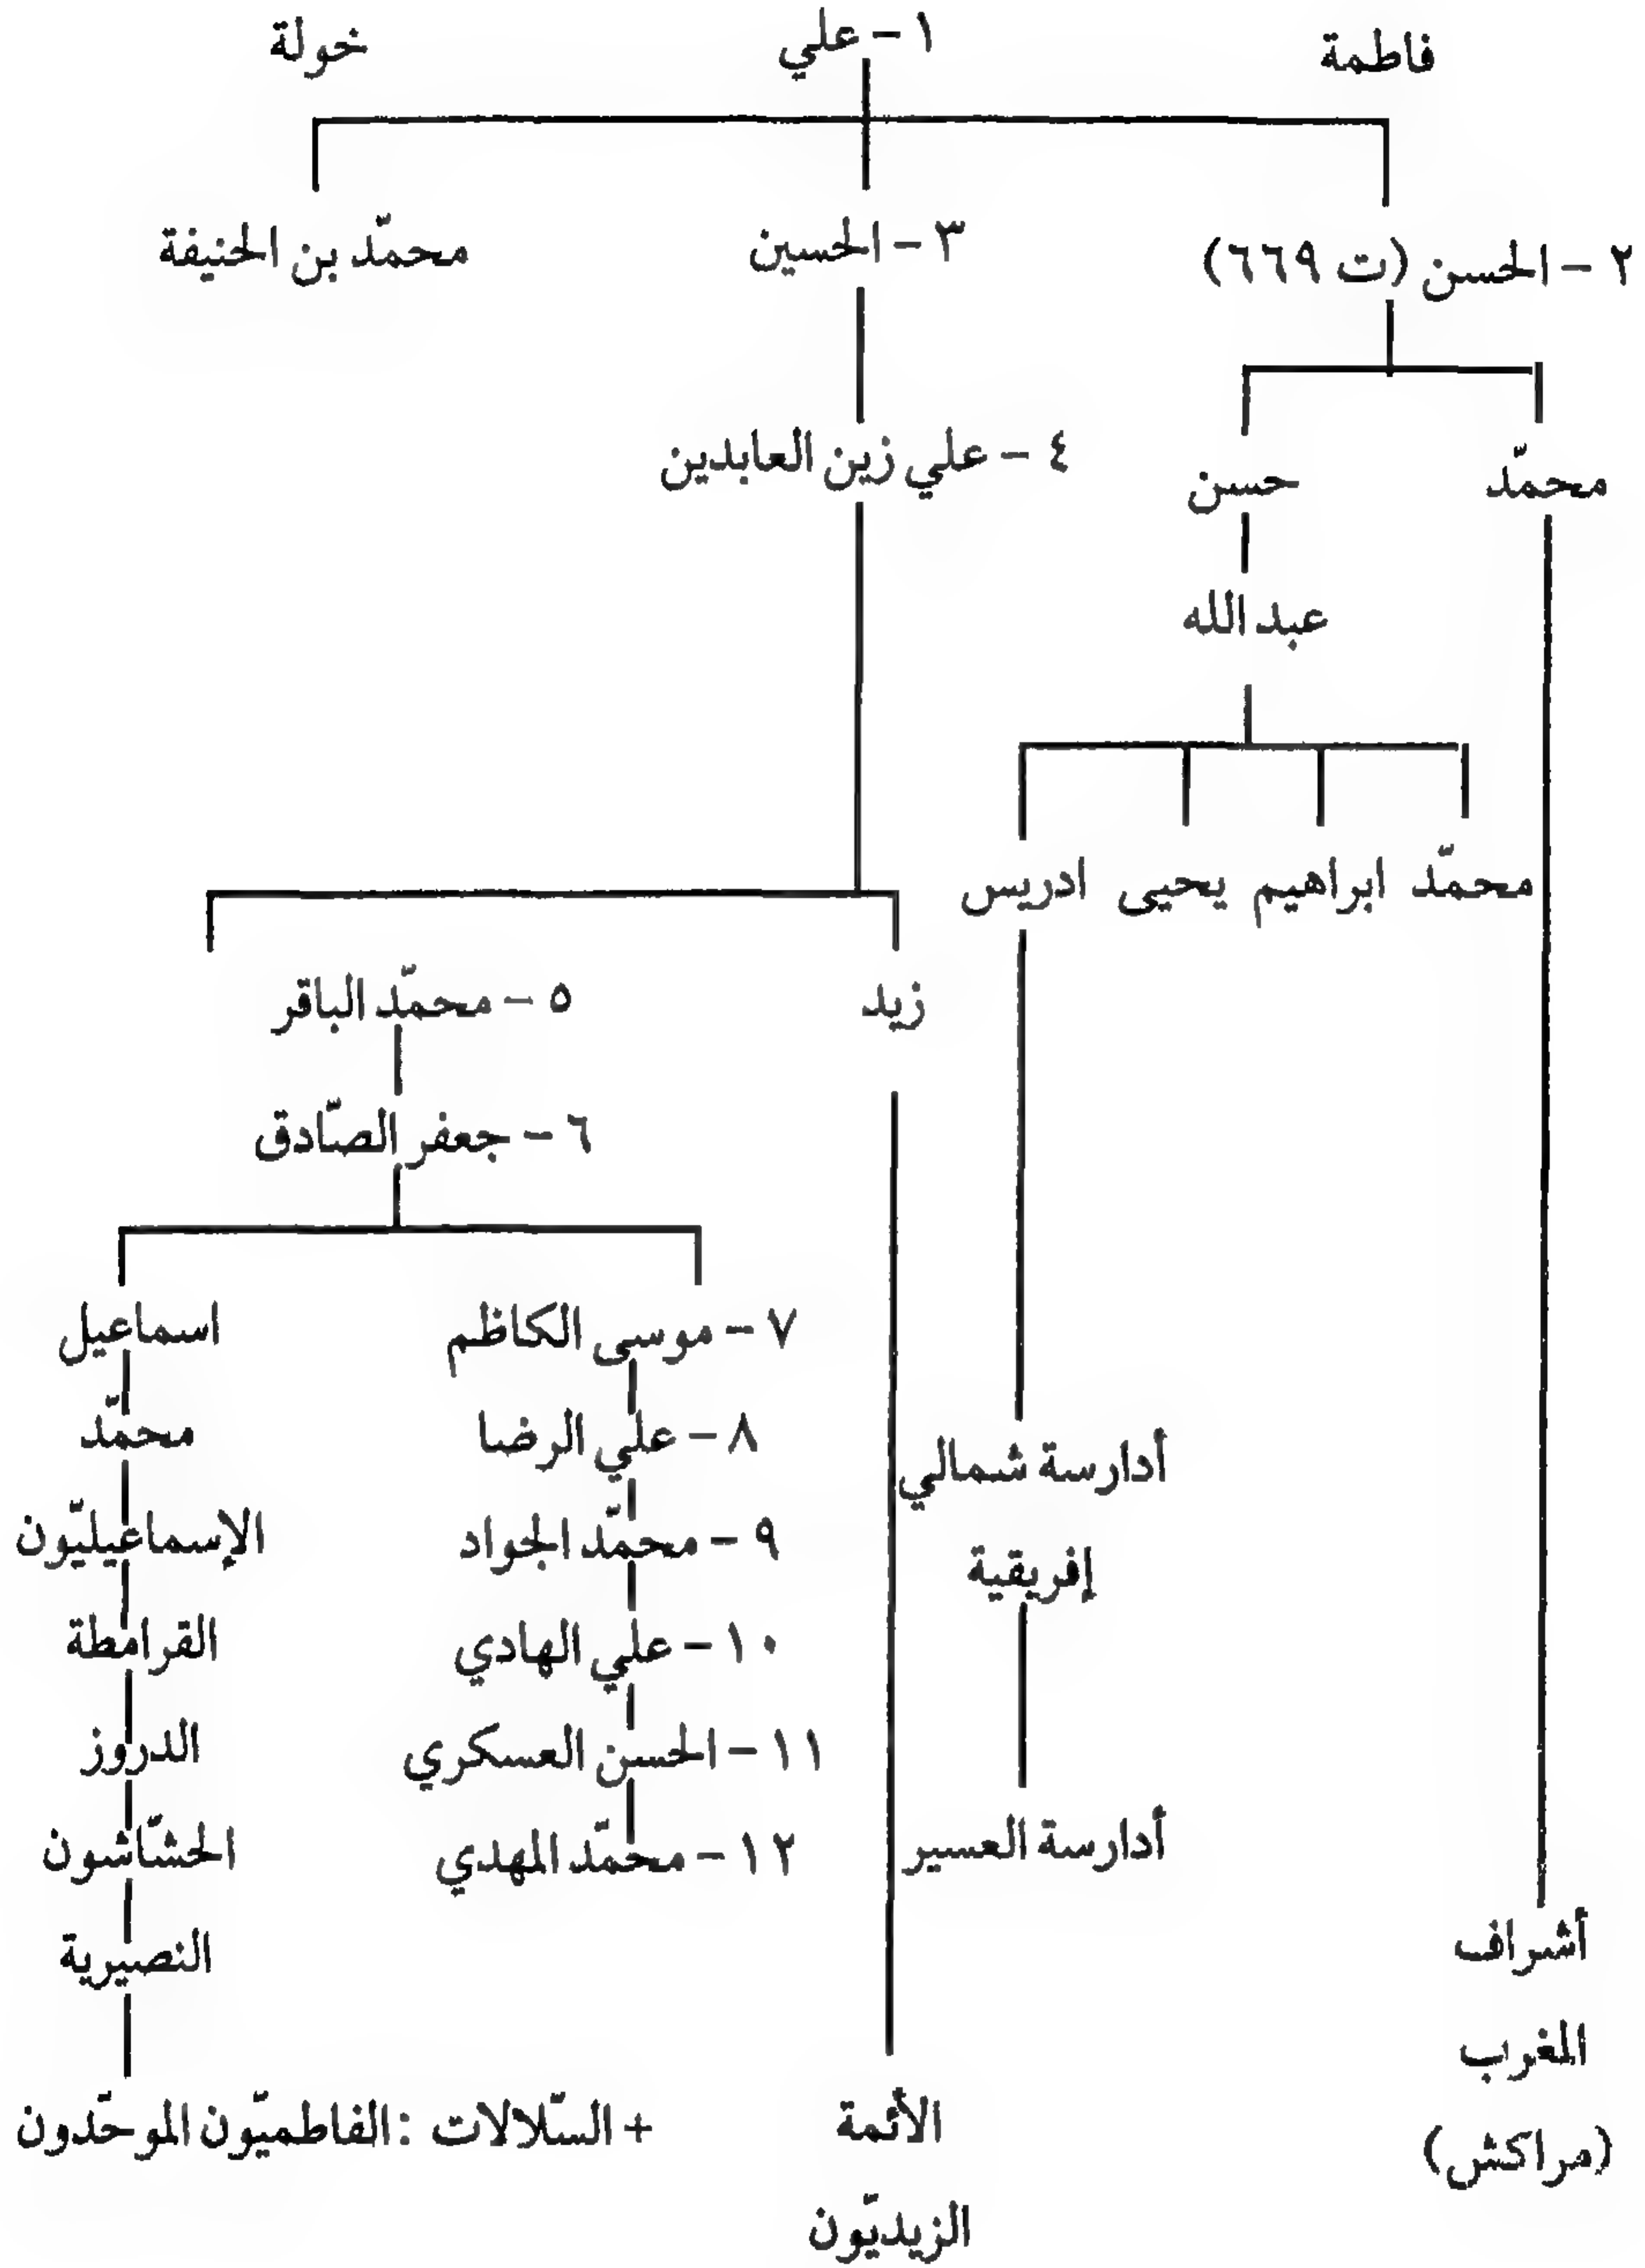 فاطمة
١ - علي
خولة
٢ - الحسن (ت ٦٦٩)
٣ - الحسين
محمّد بن الحنيفة
محمّد
حسن
٤ - علي زين العابدين
عبد الله
محمّد ابراهيم يحيى ادريس
زيد
٥ - محمّد الباقر
٦ - جعفر الصّادق
٧ - موسى الكاظم
اسماعيل
٨ - علي الرضا
محمّد
أدارسة شمالي
٩ - محمّد الجواد
الإسماعيليّون
إفريقية
١٠ - علي الهادي
القرامطة
١١ - الحسن العسكري
الدروز
أدارسة العسير
١٢ - محمّد المهدي
الحشّاشون
أشراف
النصيرية
المغرب
(مراكش)
الأئمة
+ السّلالات : الفاطميّون الموحّدون
الزيديّون